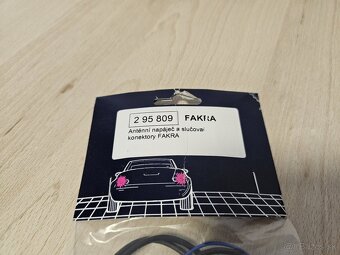 2 95 809 FAKRA
Anténní napáječ a slučovač
konektory FAKRA